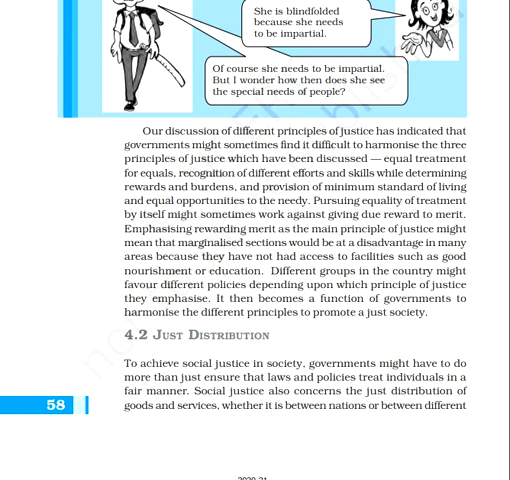 She is blindfolded
because she needs
to be impartial.
Of course she needs to be impartial.
But I wonder how then does she see
the special needs of people?
Our discussion of different principles of justice has indicated that
governments might sometimes find it difficult to harmonise the three
principles of justice which have been discussed — equal treatment
for equals, recognition of different efforts and skills while determining
rewards and burdens, and provision of minimum standard of living
and equal opportunities to the needy. Pursuing equality of treatment
by itself might sometimes work against giving due reward to merit.
Emphasising rewarding merit as the main principle of justice might
mean that marginalised sections would be at a disadvantage in many
areas because they have not had access to facilities such as good
nourishment or education. Different groups in the country might
favour different policies depending upon which principle of justice
they emphasise. It then becomes a function of governments to
harmonise the different principles to promote a just society.
4.2 JUST DISTRIBUTION
To achieve social justice in society, governments might have to do
more than just ensure that laws and policies treat individuals in a
fair manner. Social justice also concerns the just distribution of
58 goods and services, whether it is between nations or between different